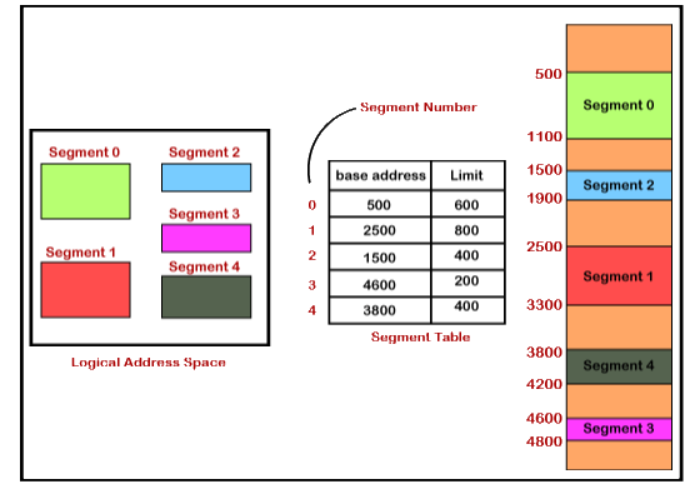 Segment 0
Segment 2
Segment 3
Segment 1
Segment 4
Logical Address Space
Segment Number
base address Limit
0 500 600
1 2500 800
2 1500 400
3 4600 200
4 3800 400
Segment Table
500
Segment 0
1100
1500
Segment 2
1900
2500
Segment 1
3300
3800
Segment 4
4200
4600
Segment 3
4800